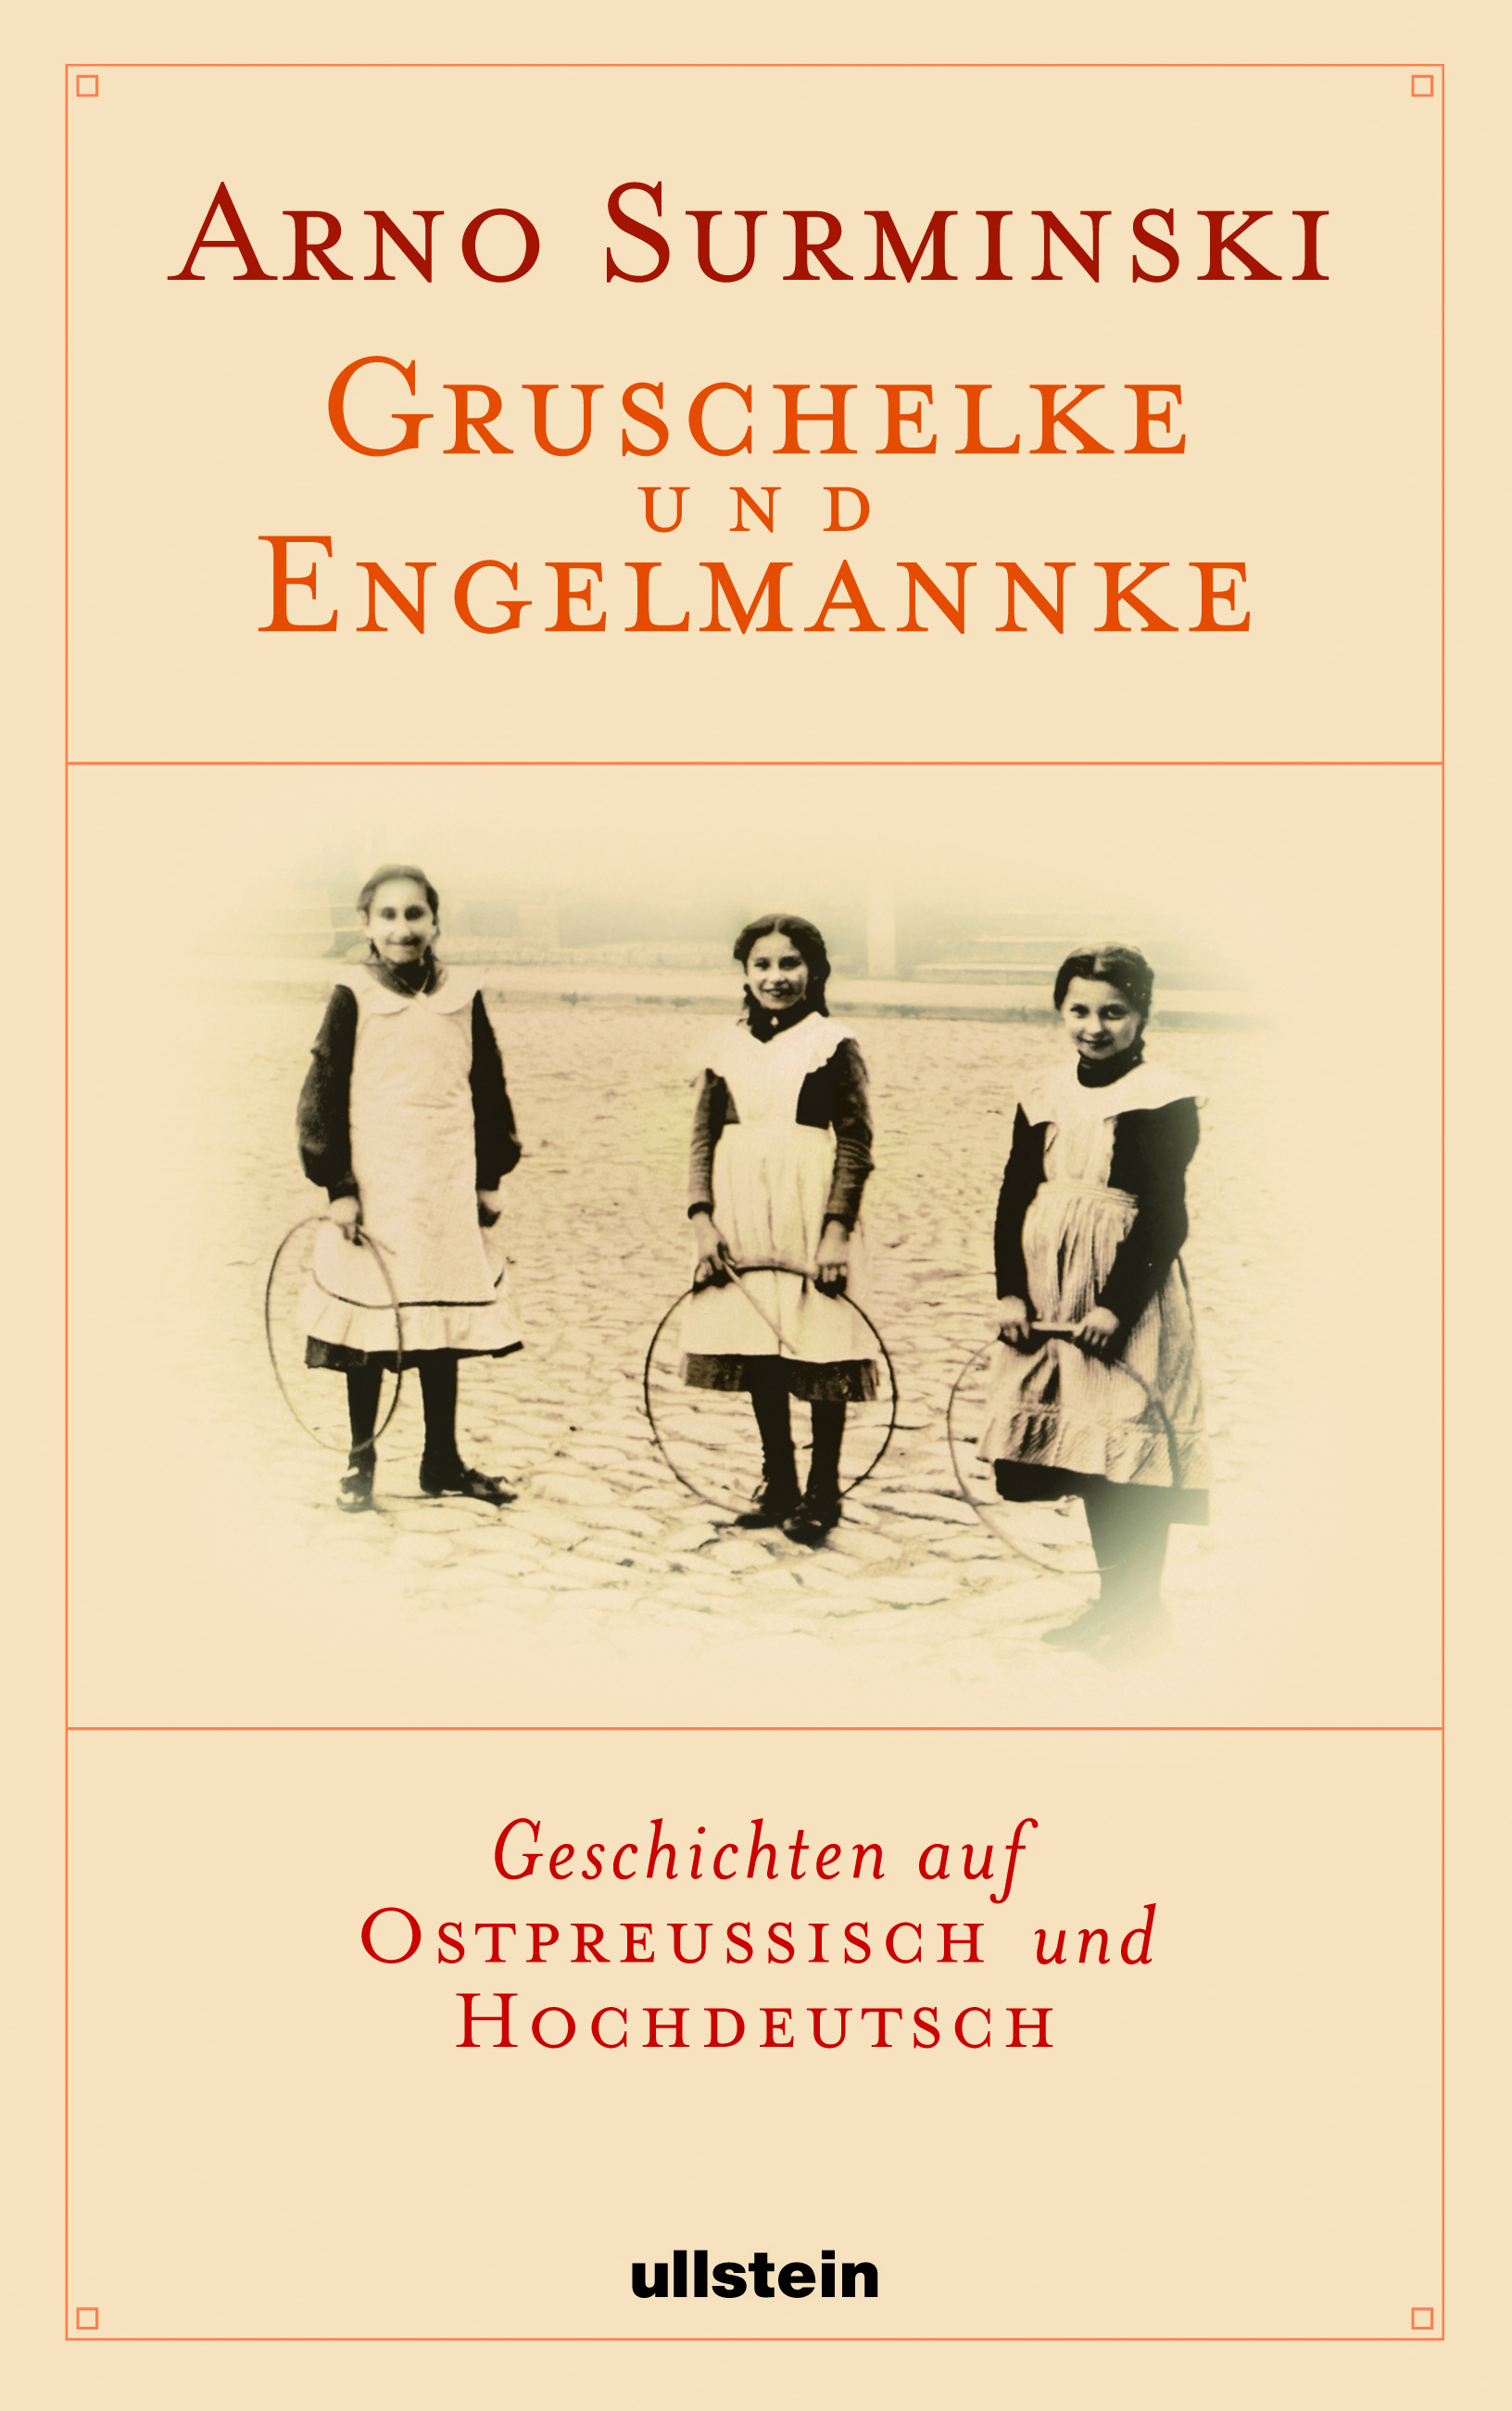 Arno Surminski
Gruschelke
und
Engelmannke
Geschichten auf
Ostpreussisch und
Hochdeutsch
ullstein